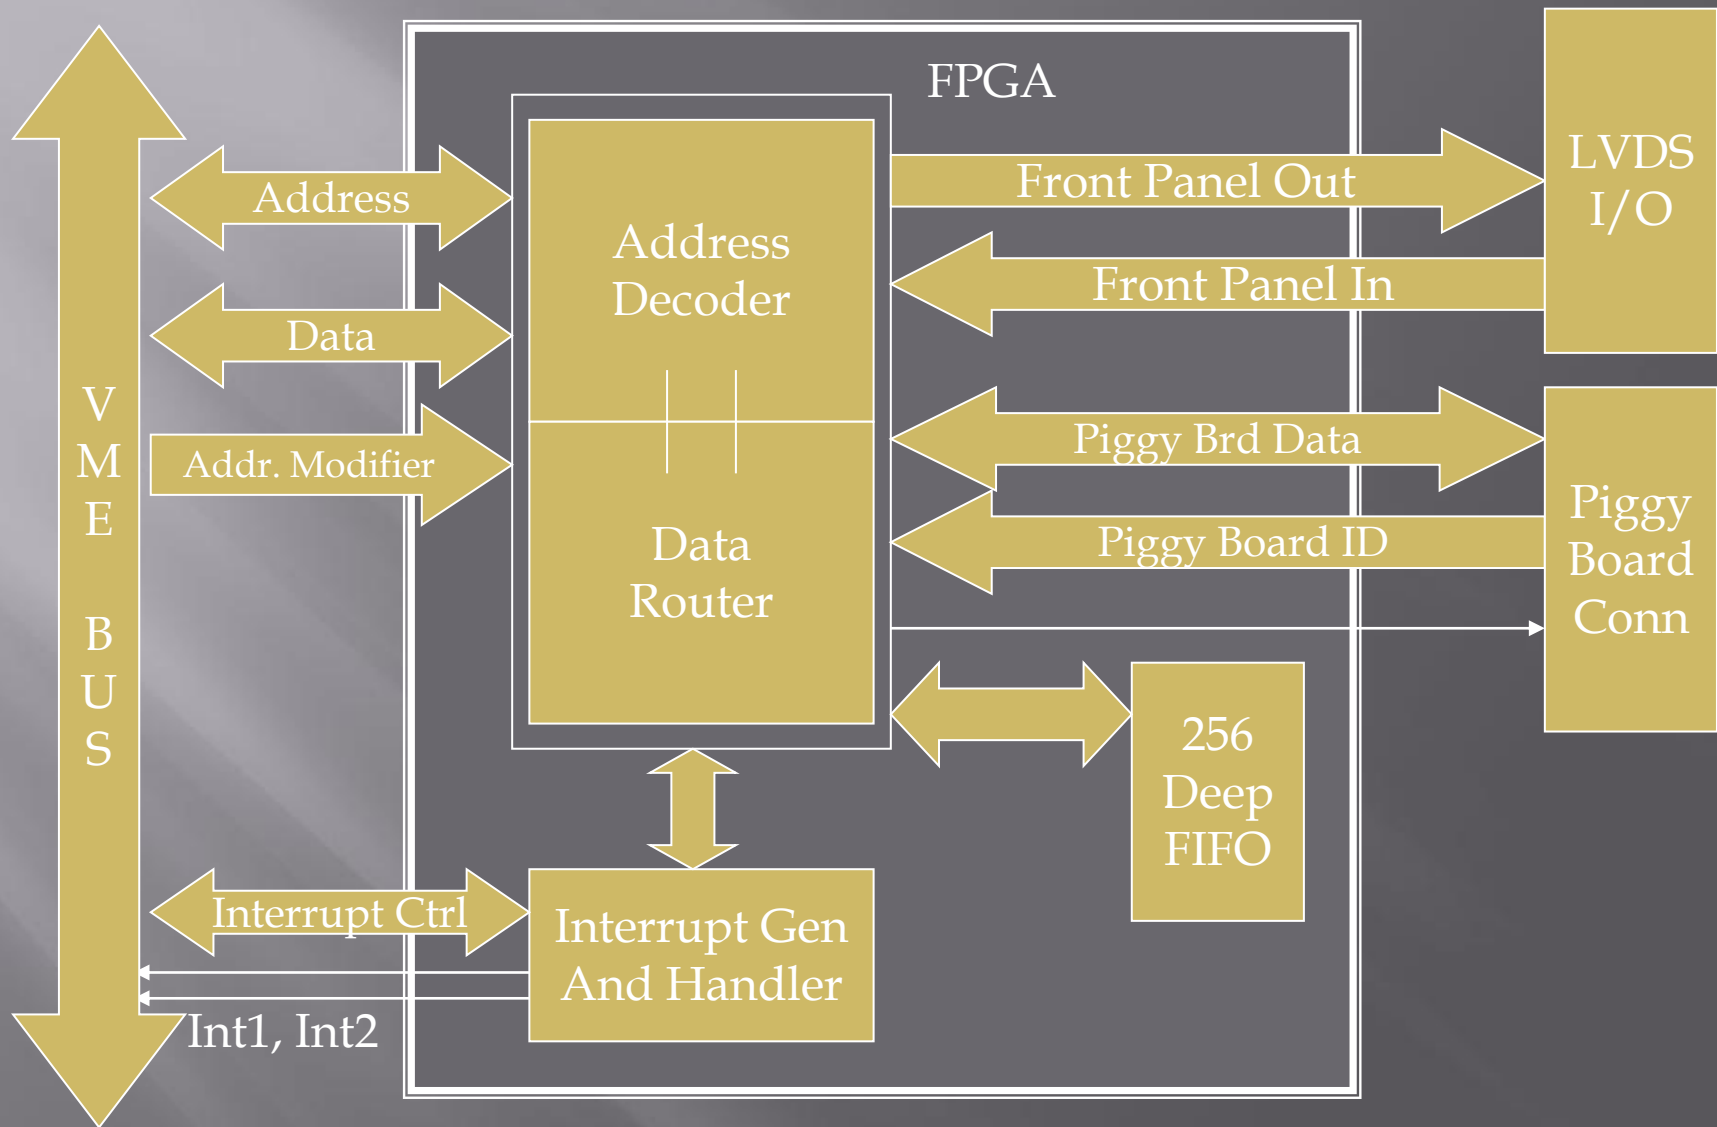 FPGA
V
M
E
B
U
S
Address
Data
Addr. Modifier
Interrupt Ctrl
Int1, Int2
Address
Decoder
Data
Router
Interrupt Gen
And Handler
Front Panel Out
Front Panel In
Piggy Brd Data
Piggy Board ID
256
Deep
FIFO
LVDS
I/O
Piggy
Board
Conn